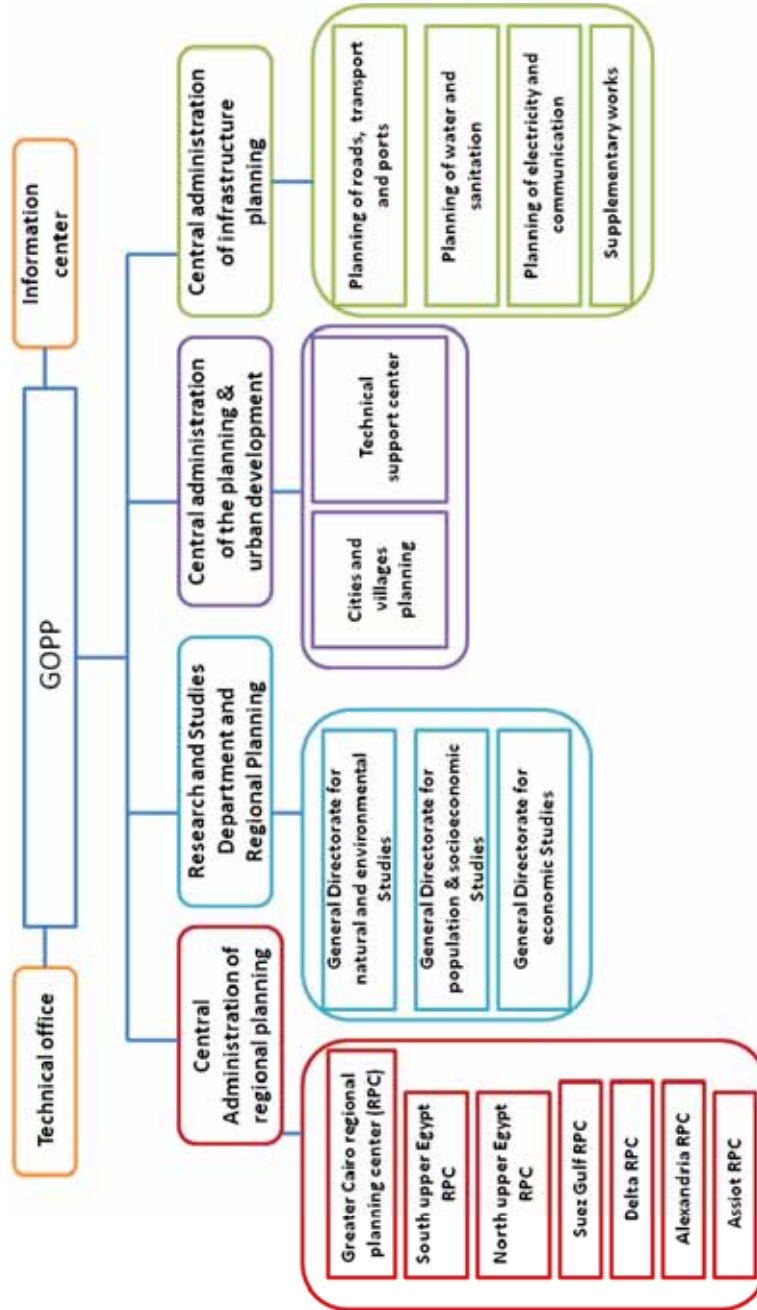 Technical office
GOPP
Information
center
Central
Administration of
regional planning
Greater Cairo regional
planning center (RPC)
South upper Egypt
RPC
North upper Egypt
RPC
Suez Gulf RPC
Delta RPC
Alexandria RPC
Assiot RPC
Research and Studies
Department and
Regional Planning
General Directorate for
natural and environmental
Studies
General Directorate for
population & socioeconomic
Studies
General Directorate for
economic Studies
Central administration
of the planning &
urban development
Cities and
villages
planning
Technical
support center
Central administration
of infrastructure
planning
Planning of roads, transport
and ports
Planning of water and
sanitation
Planning of electricity and
communication
Supplementary works